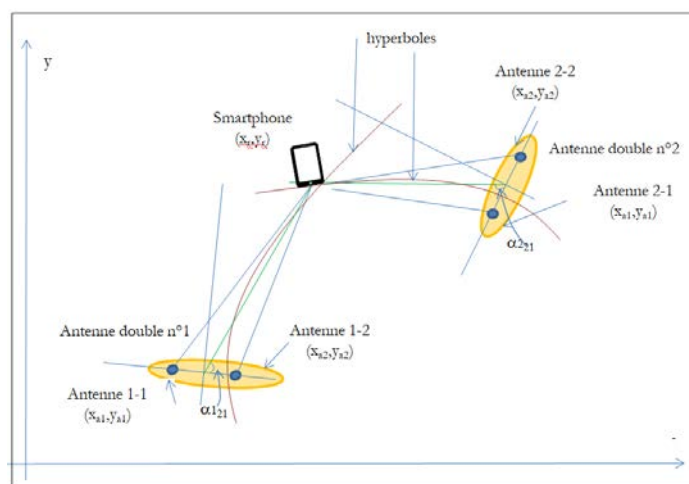 y
hyperboles
Antenne 2-2
(xa2,ya2)
Smartphone
(xs,ys)
Antenne double n°2
Antenne 2-1
(xa1,ya1)
α2₂₁
Antenne double n°1
Antenne 1-2
(xa2,ya2)
Antenne 1-1
(xa1,ya1)
α1₂₁